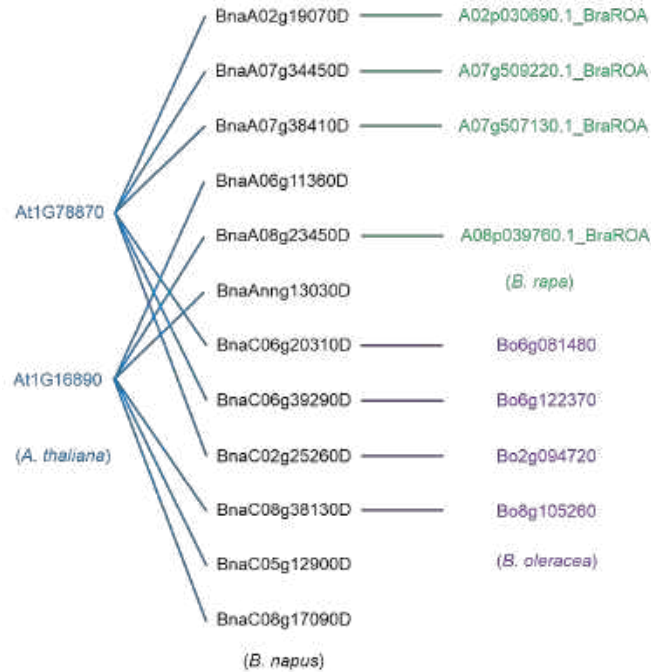 BnaA02g19070D A02p030690.1_BraROA
BnaA07g34450D A07g509220.1_BraROA
BnaA07g38410D A07g507130.1_BraROA
BnaA06g11360D
At1G78870
BnaA08g23450D A08p039760.1_BraROA
(B. rapa)
BnaAnng13030D
BnaC06g20310D Bo6g081480
At1G16890
BnaC06g39290D Bo6g122370
(A. thaliana)
BnaC02g25260D Bo2g094720
BnaC08g38130D Bo8g105260
(B. oleracea)
BnaC05g12900D
BnaC08g17090D
(B. napus)